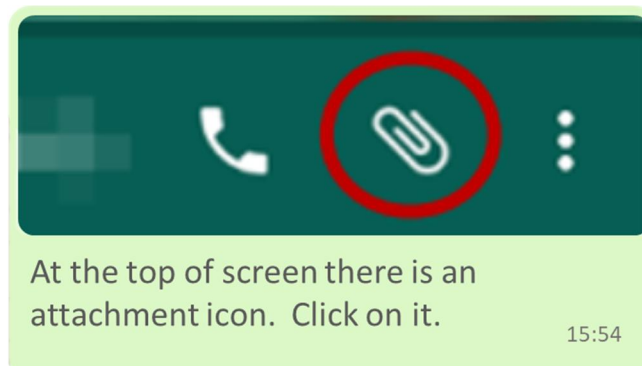 At the top of screen there is an
attachment icon.  Click on it.
15:54